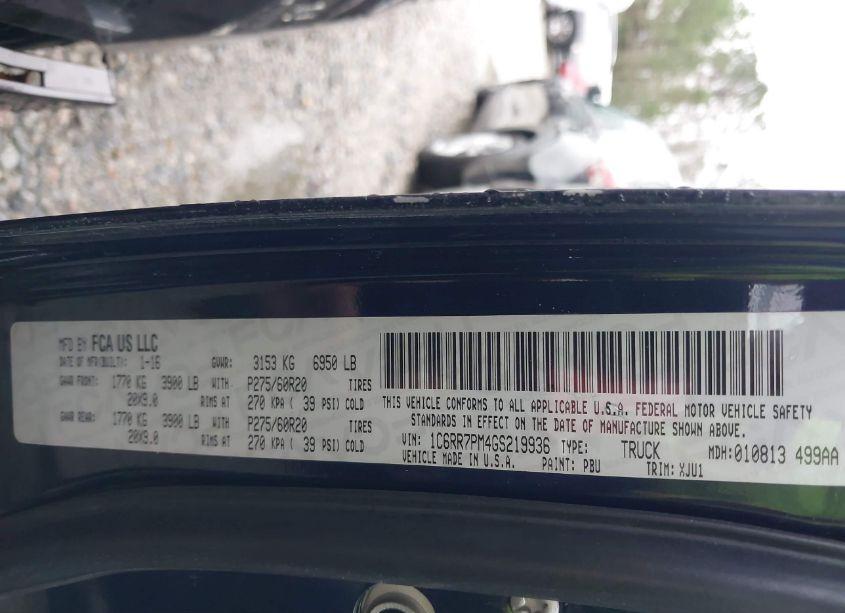 MFD BY FCA US LLC
DATE OF MFR(BUILT): 1-16 GVWR: 3153 KG 6950 LB
GAWR FRONT: 1770 KG 3900 LB WITH P275/60R20 TIRES
20X9.0 RIMS AT 270 KPA ( 39 PSI) COLD
GAWR REAR: 1770 KG 3900 LB WITH P275/60R20 TIRES
20X9.0 RIMS AT 270 KPA ( 39 PSI) COLD
THIS VEHICLE CONFORMS TO ALL APPLICABLE U.S.A. FEDERAL MOTOR VEHICLE SAFETY
STANDARDS IN EFFECT ON THE DATE OF MANUFACTURE SHOWN ABOVE.
VIN: 1C6RR7PM4GS219936 TYPE: TRUCK MDH:010813 499AA
VEHICLE MADE IN U.S.A. PAINT: PBU TRIM: XJU1